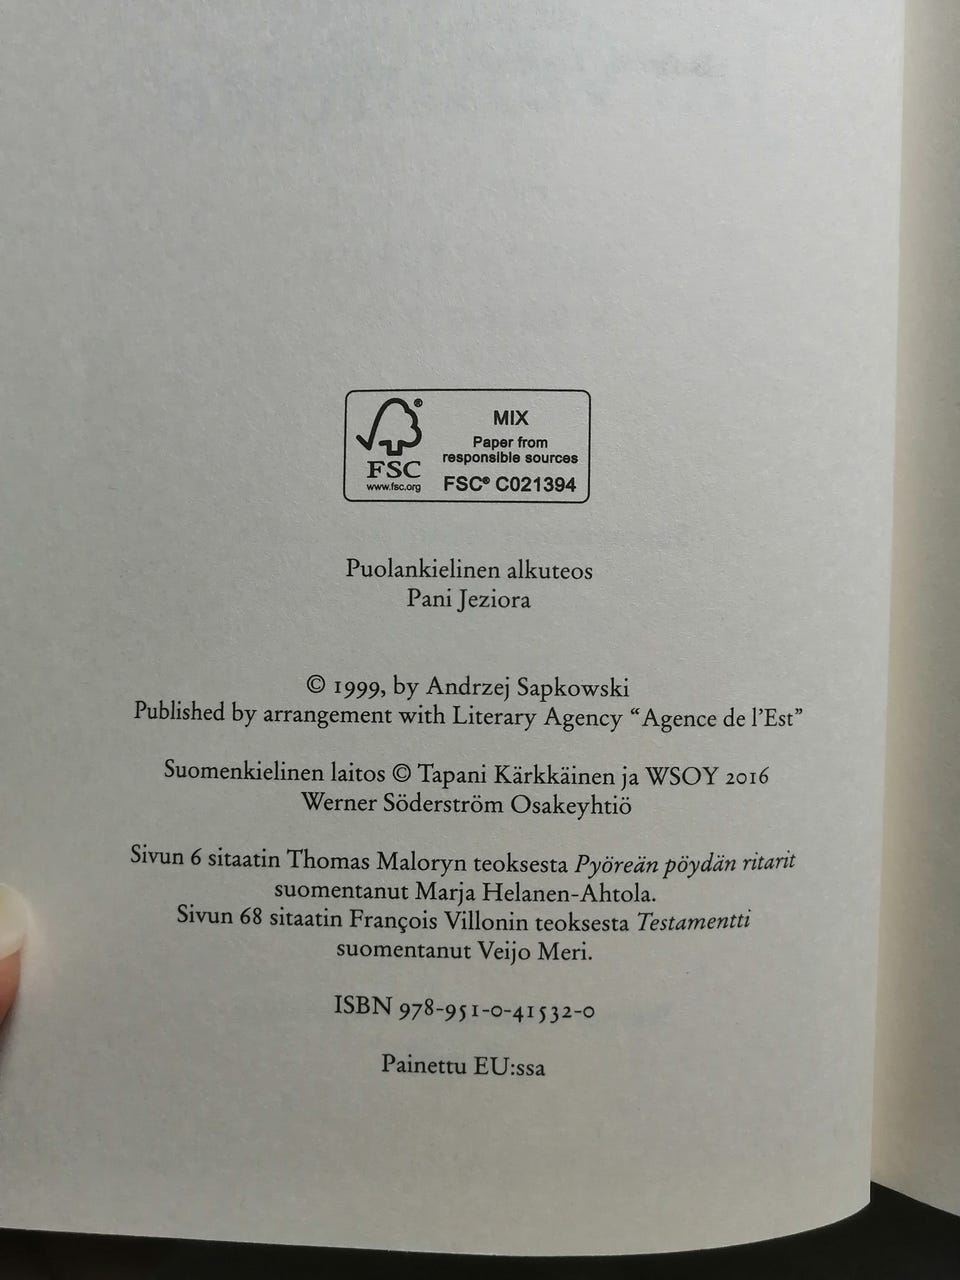 MIX
Paper from
responsible sources
FSC® C021394
FSC
www.fsc.org
Puolankielinen alkuteos
Pani Jeziora
© 1999, by Andrzej Sapkowski
Published by arrangement with Literary Agency “Agence de l’Est”
Suomenkielinen laitos © Tapani Kärkkäinen ja WSOY 2016
Werner Söderström Osakeyhtiö
Sivun 6 sitaatin Thomas Maloryn teoksesta Pyöreän pöydän ritarit
suomentanut Marja Helanen-Ahtola.
Sivun 68 sitaatin François Villonin teoksesta Testamentti
suomentanut Veijo Meri.
ISBN 978-951-0-41532-0
Painettu EU:ssa